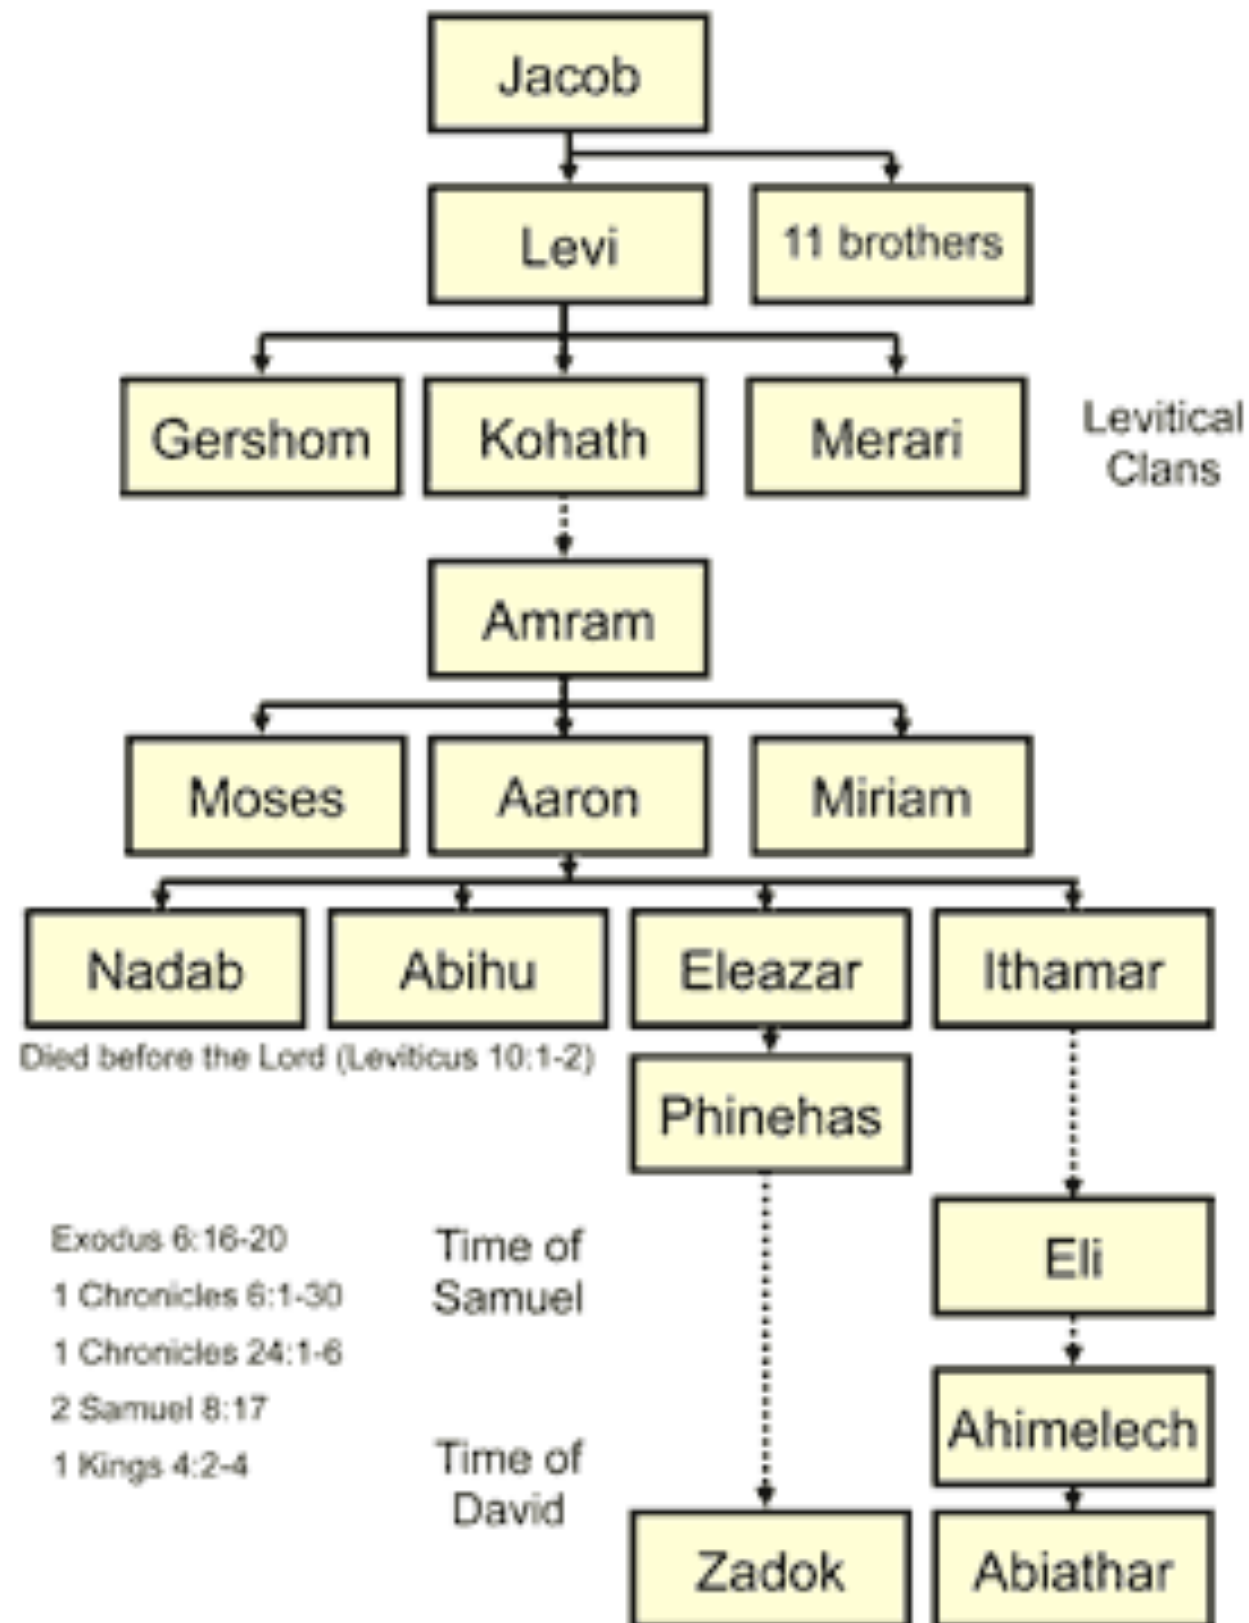 Jacob
Levi
11 brothers
Gershom
Kohath
Merari
Levitical
Clans
Amram
Moses
Aaron
Miriam
Nadab
Abihu
Eleazar
Ithamar
Died before the Lord (Leviticus 10:1-2)
Phinehas
Exodus 6:16-20
1 Chronicles 6:1-30
1 Chronicles 24:1-6
2 Samuel 8:17
1 Kings 4:2-4
Time of
Samuel
Eli
Ahimelech
Time of
David
Zadok
Abiathar